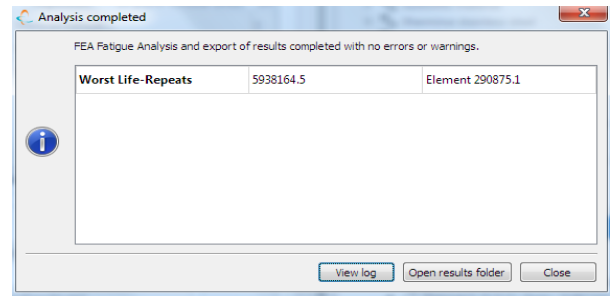 Analysis completed
FEA Fatigue Analysis and export of results completed with no errors or warnings.
Worst Life-Repeats 5938164.5 Element 290875.1
View log Open results folder Close